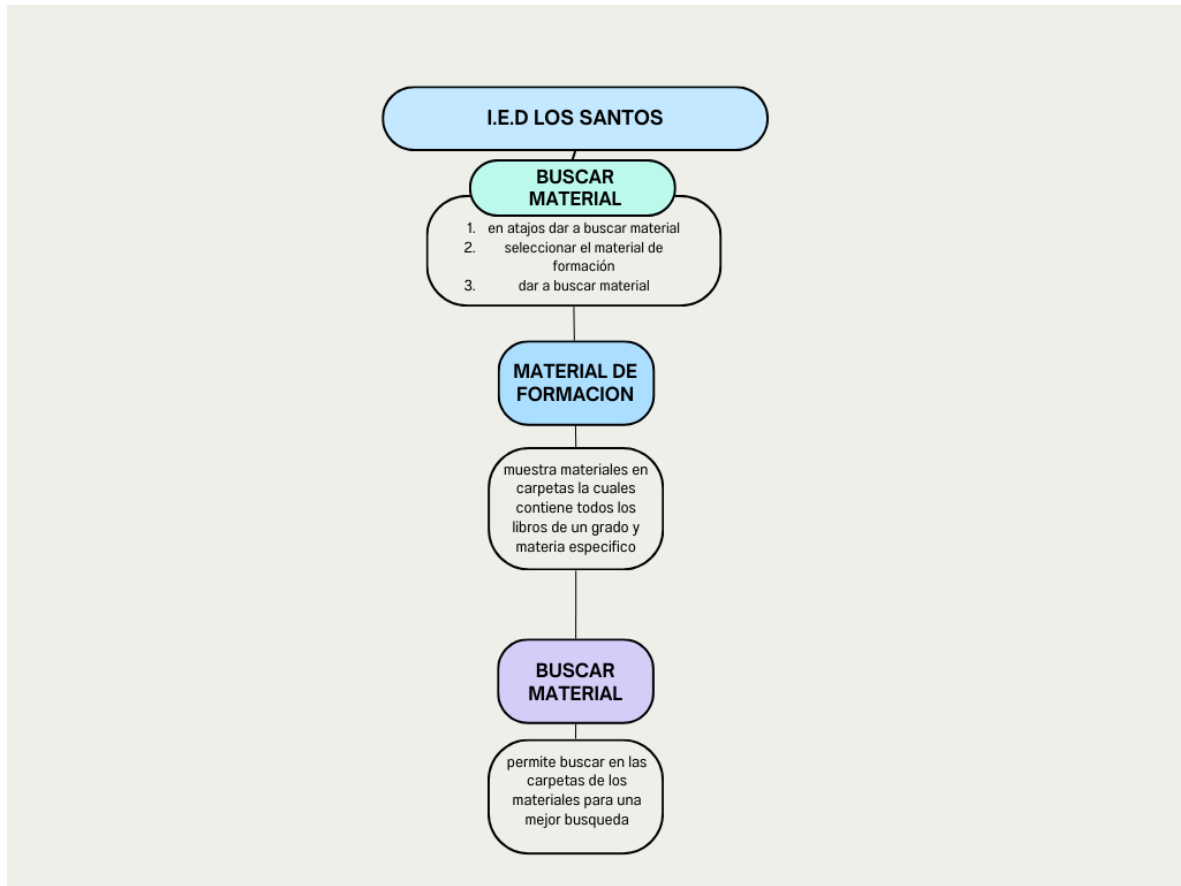 I.E.D LOS SANTOS
BUSCAR
MATERIAL
1. en atajos dar a buscar material
2. seleccionar el material de
formación
3. dar a buscar material
MATERIAL DE
FORMACION
muestra materiales en
carpetas la cuales
contiene todos los
libros de un grado y
materia especifico
BUSCAR
MATERIAL
permite buscar en las
carpetas de los
materiales para una
mejor busqueda